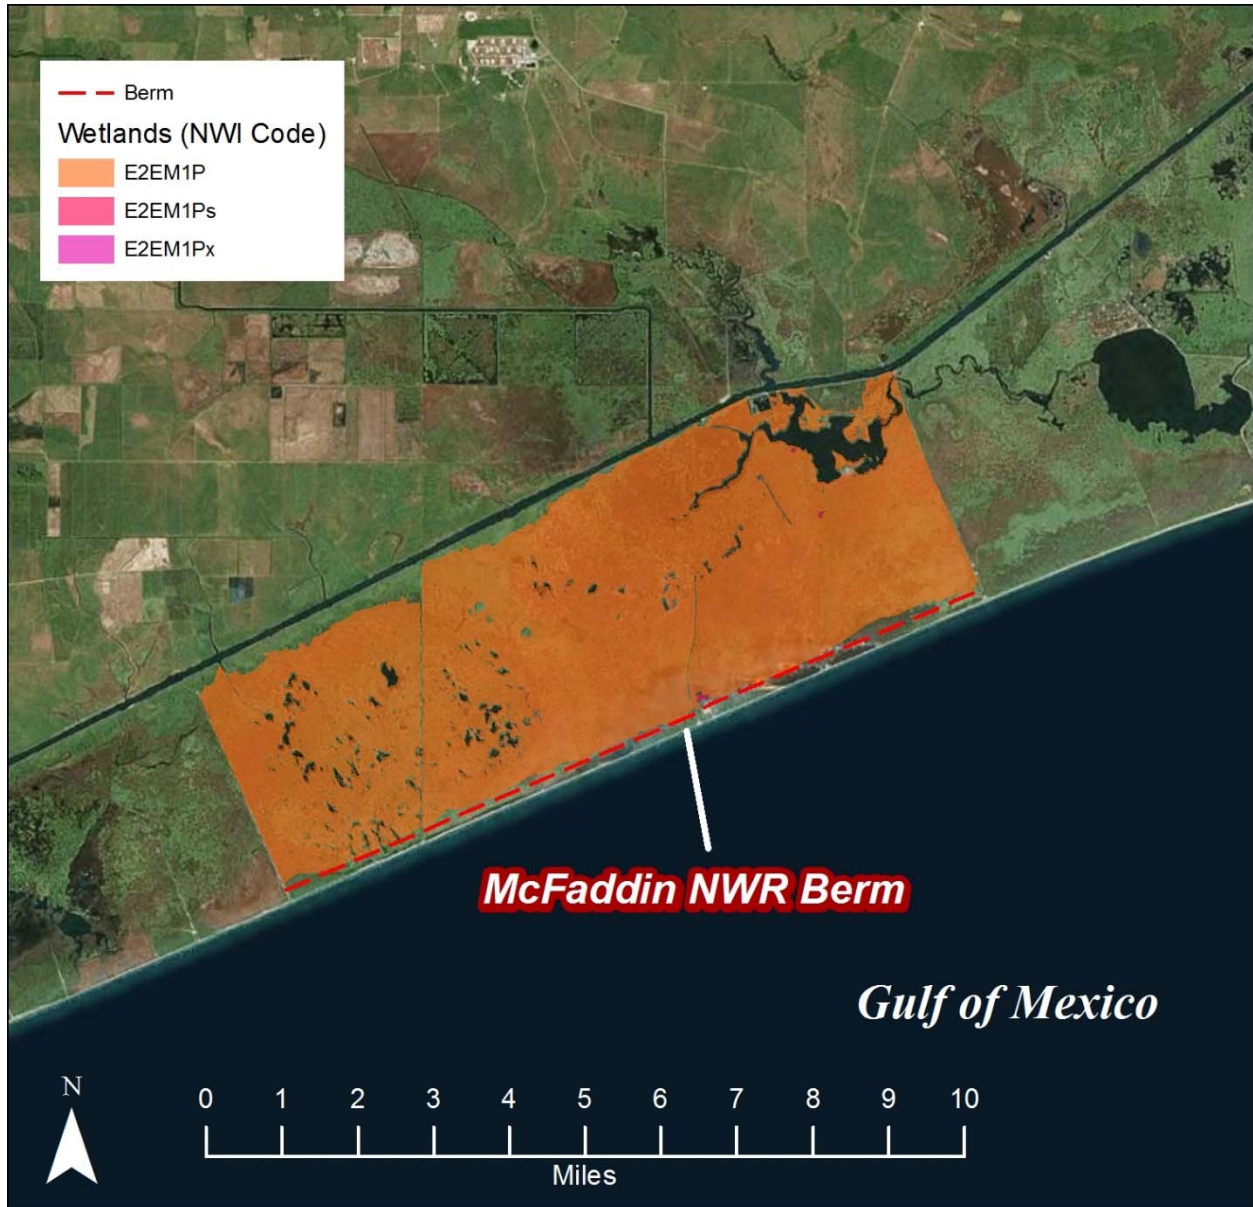 Berm
Wetlands (NWI Code)
E2EM1P
E2EM1Ps
E2EM1Px
McFaddin NWR Berm
Gulf of Mexico
N
0 1 2 3 4 5 6 7 8 9 10
Miles